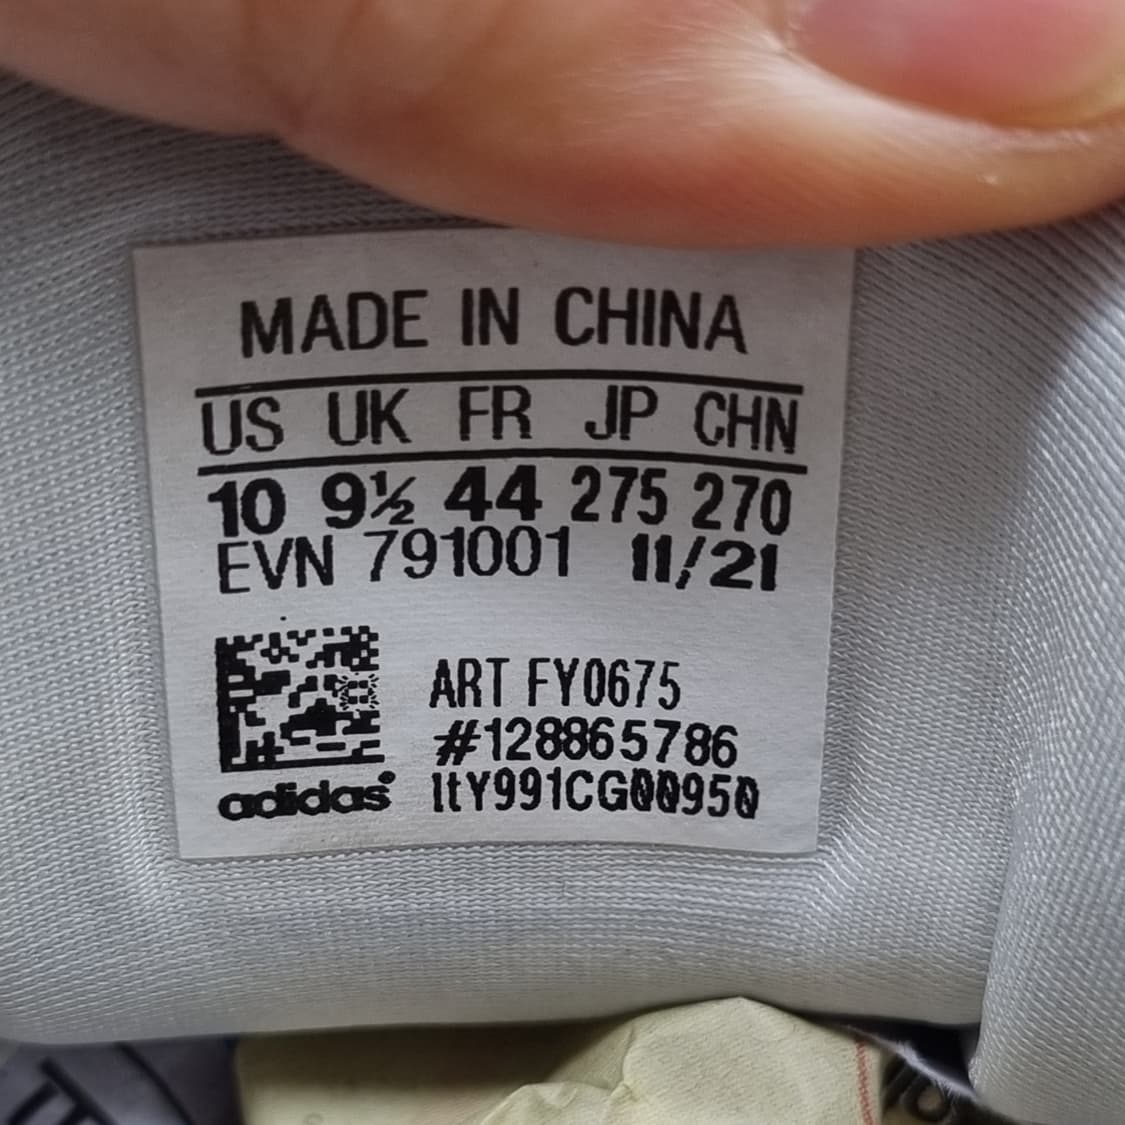 MADE IN CHINA
US UK FR JP CHN
10 9½ 44 275 270
EVN 791001 11/21
ART FY0675
#128865786
adidas
1tY991CG00950